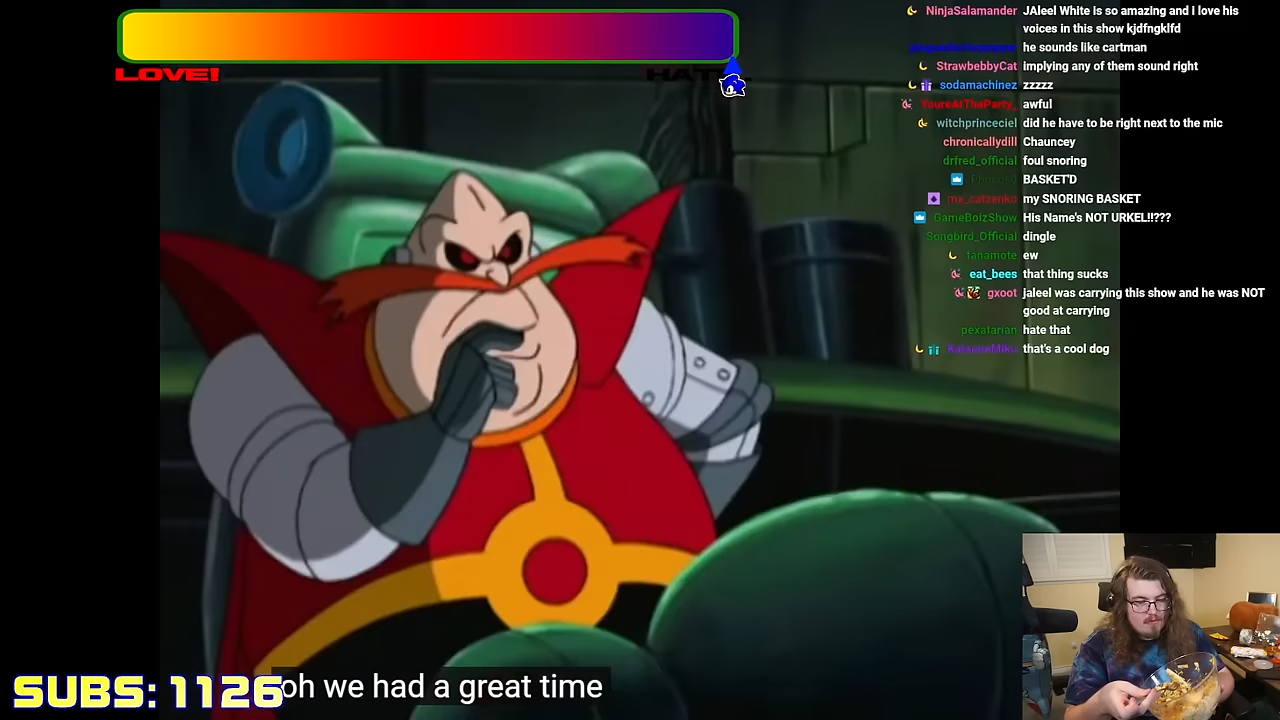 LOVE!
NinjaSalamander JAleel White is so amazing and I love his
voices in this show kjdfngklfd
he sounds like cartman
StrawbebbyCat implying any of them sound right
sodamachinez zzzzz
YoureAtTheParty_ awful
witchprinceciel did he have to be right next to the mic
chronicallydill Chauncey
drfred_official foul snoring
BASKET'D
mx_catzenko my SNORING BASKET
GameBoizShow His Name's NOT URKEL!!???
Songbird_Official dingle
tanamote ew
eat_bees that thing sucks
gxoot jaleel was carrying this show and he was NOT
good at carrying
pexatarian hate that
KatsuneMiku that's a cool dog
SUBS: 1126
oh we had a great time